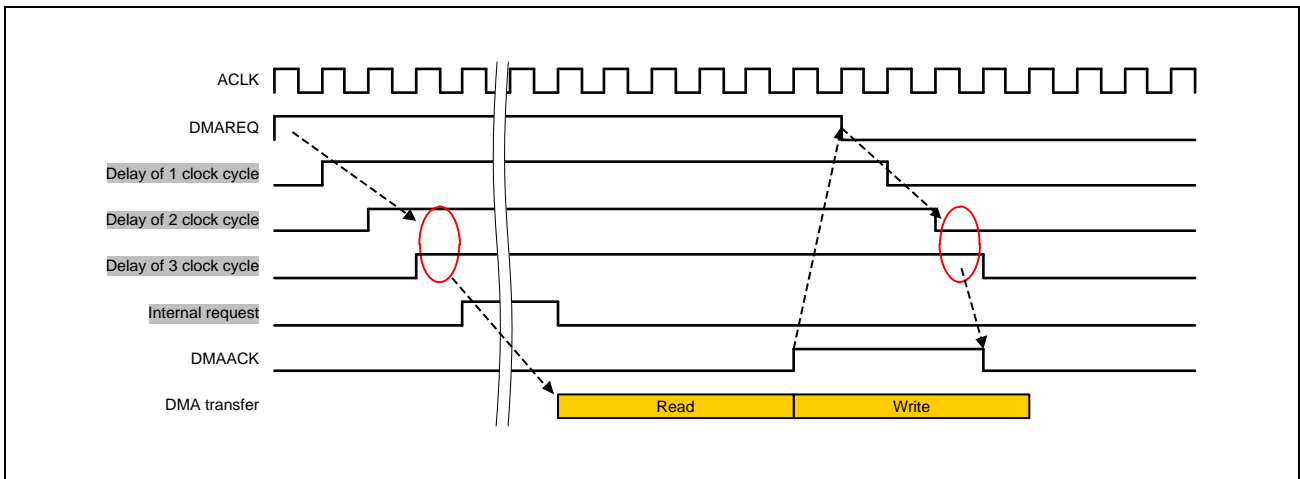 ACLK
DMAREQ
Delay of 1 clock cycle
Delay of 2 clock cycle
Delay of 3 clock cycle
Internal request
DMAACK
DMA transfer
Read
Write